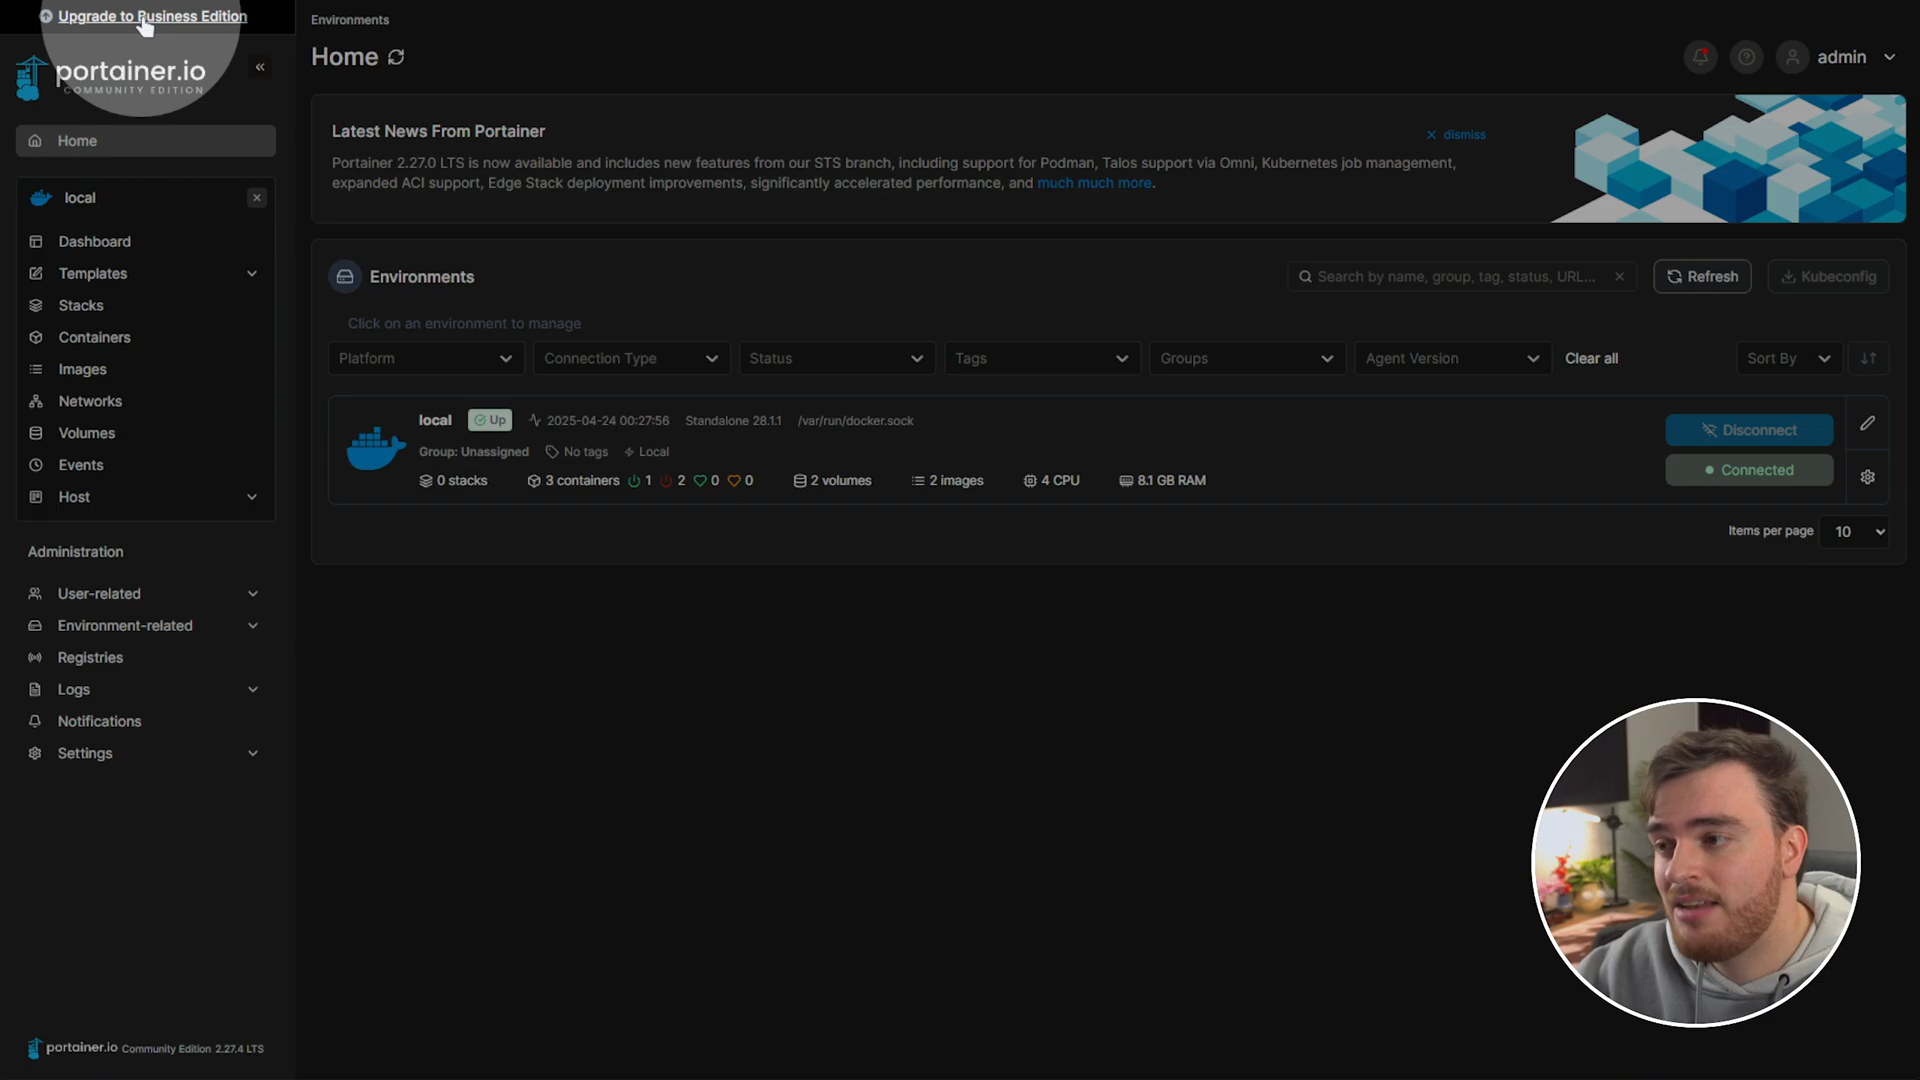 Upgrade to Business Edition
portainer.io
COMMUNITY EDITION
Home
local
Dashboard
Templates
Stacks
Containers
Images
Networks
Volumes
Events
Host
Administration
User-related
Environment-related
Registries
Logs
Notifications
Settings
portainer.io Community Edition 2.27.4 LTS
Environments
Home
admin
Latest News From Portainer
dismiss
Portainer 2.27.0 LTS is now available and includes new features from our STS branch, including support for Podman, Talos support via Omni, Kubernetes job management,
expanded ACI support, Edge Stack deployment improvements, significantly accelerated performance, and much much more.
Environments
Search by name, group, tag, status, URL...
Refresh
Kubeconfig
Click on an environment to manage
Platform Connection Type Status Tags Groups Agent Version Clear all Sort By
local Up 2025-04-24 00:27:56 Standalone 28.1.1 /var/run/docker.sock
Group: Unassigned No tags Local
0 stacks 3 containers 1 2 0 0 2 volumes 2 images 4 CPU 8.1 GB RAM
Disconnect
Connected
Items per page 10